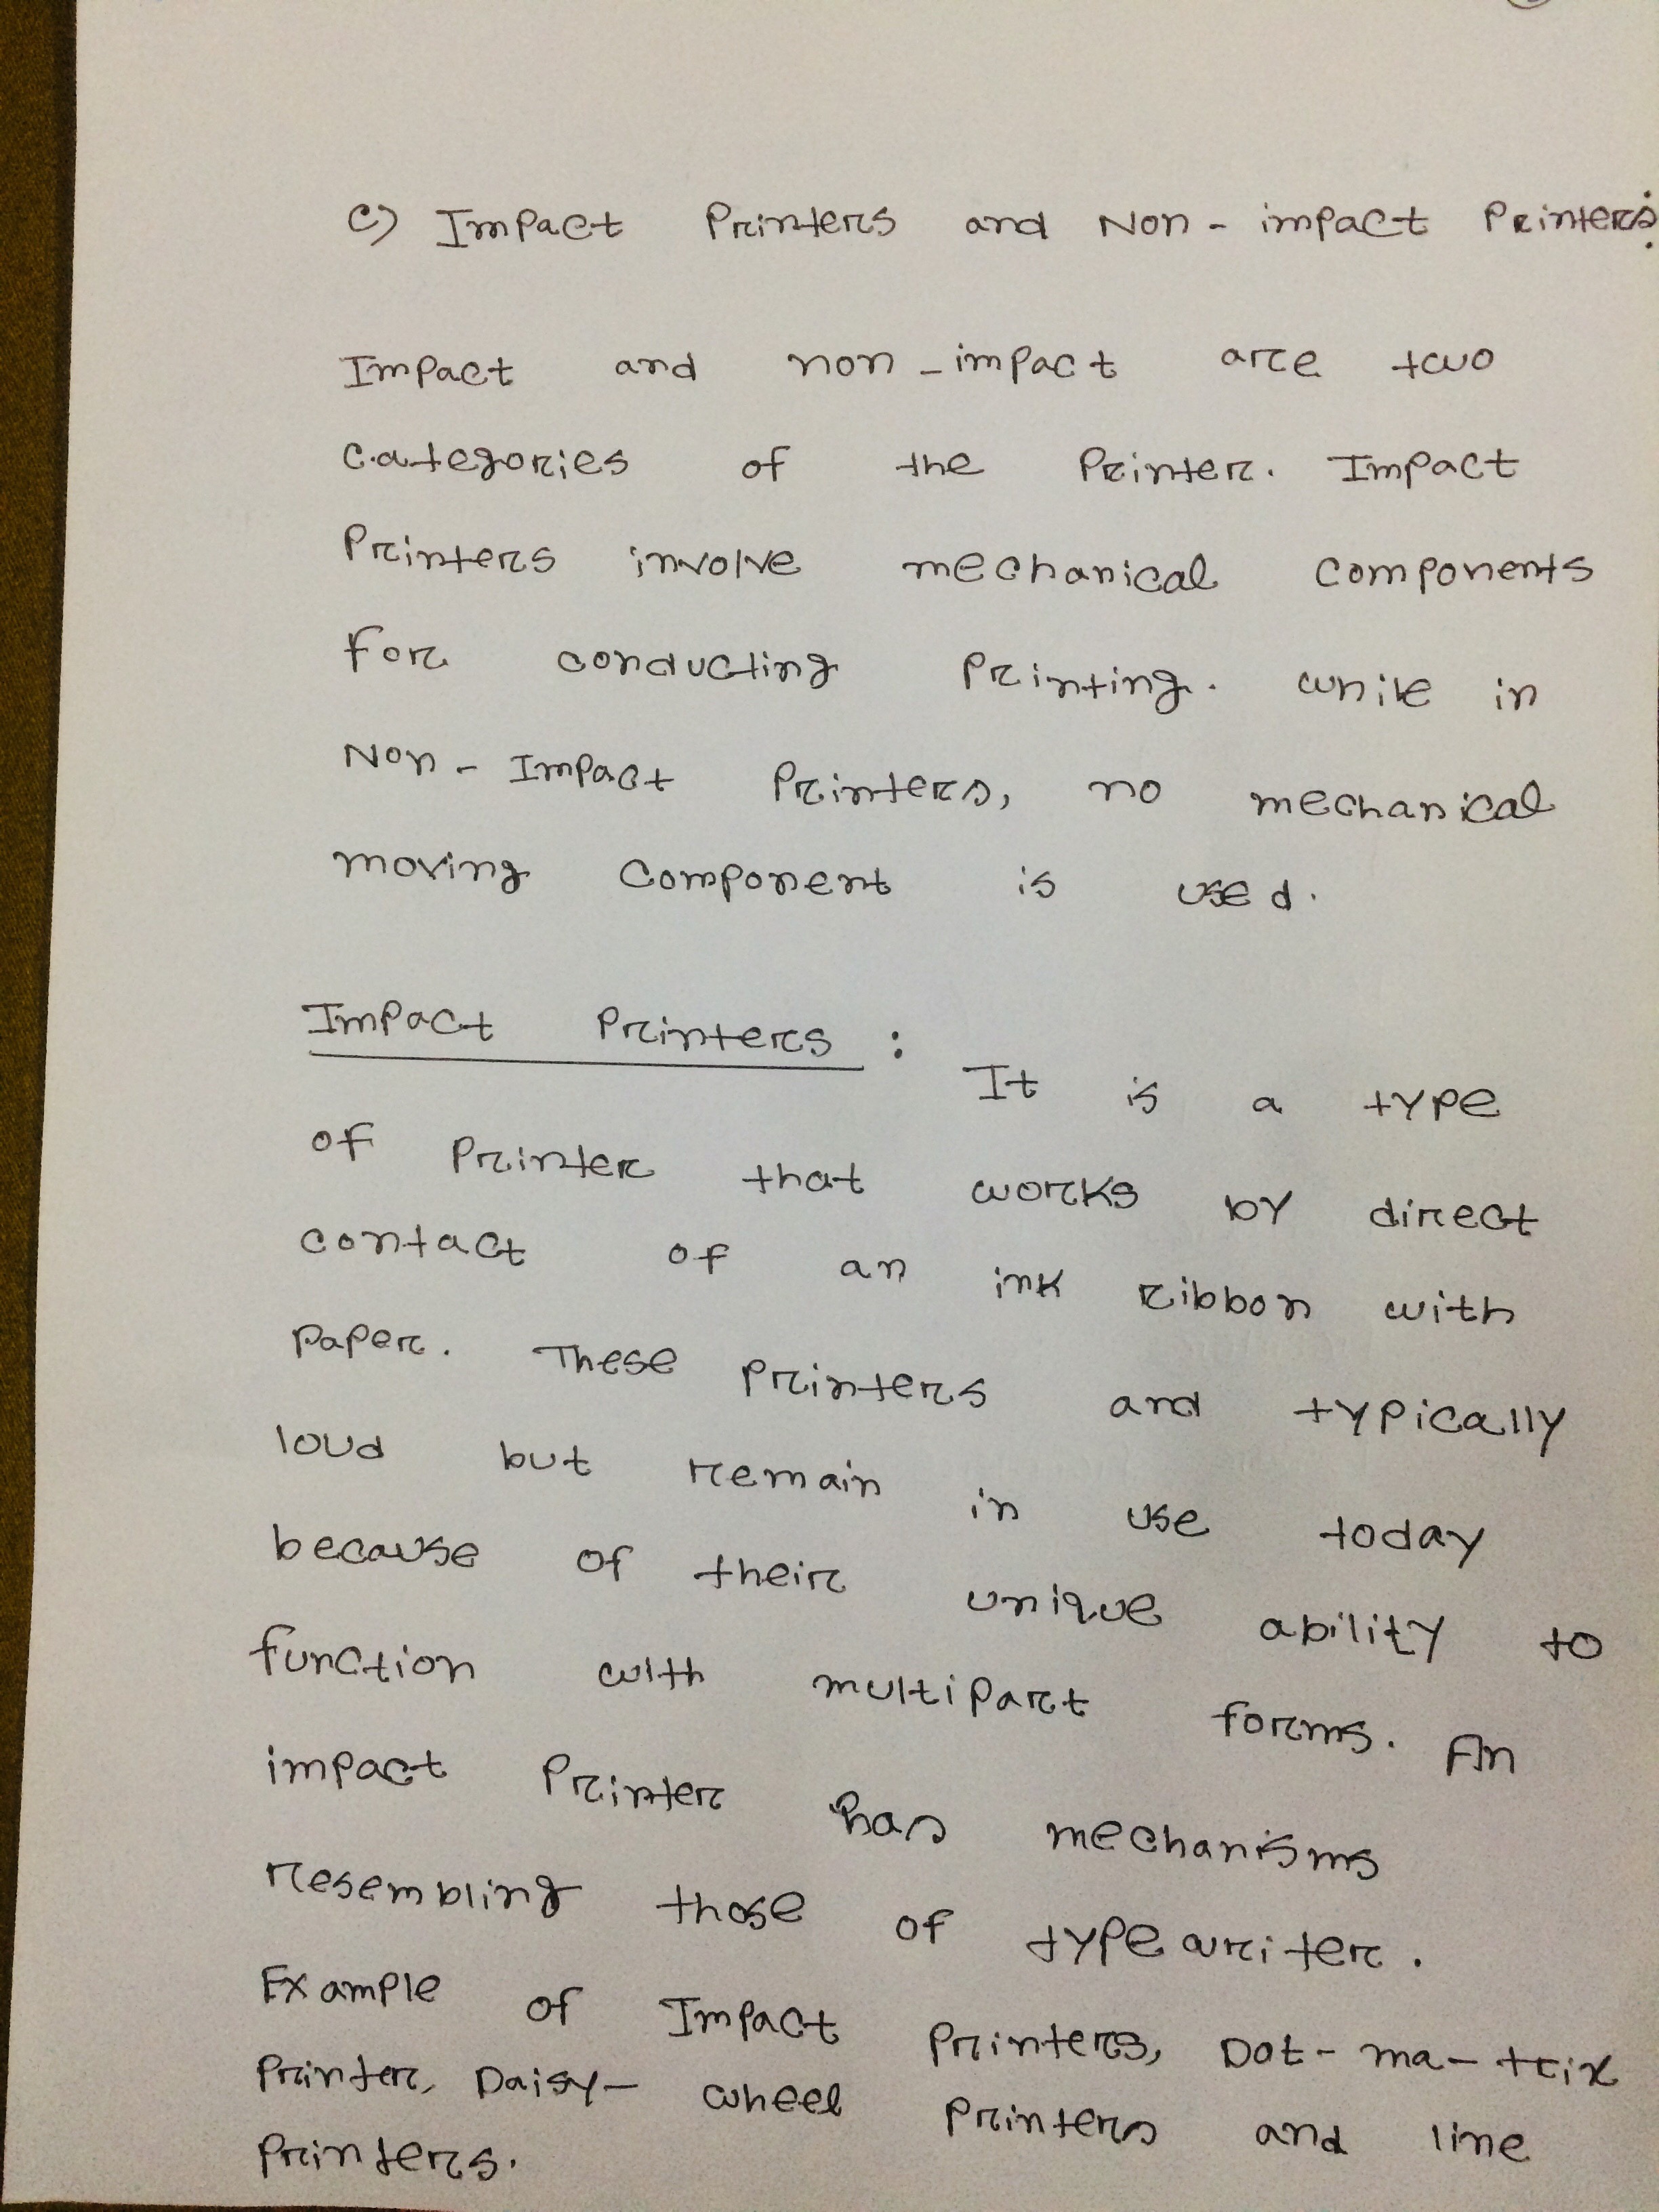 c) Impact Printers and Non-impact Printers:
Impact and non-impact are two
categories of the Printer. Impact
Printers involve mechanical components
for conducting Printing. while in
Non-Impact Printers, no mechanical
moving component is used.
Impact Printers: It is a type
of Printer that works by direct
contact of an ink ribbon with
paper. These printers and typically
loud but remain in use today
because of their unique ability to
function with multipart forms. An
impact Printer has mechanisms
resembling those of typewriter.
Example of Impact Printers, Dot-ma-trix
Printer, Daisy-wheel Printers and line
Printers.